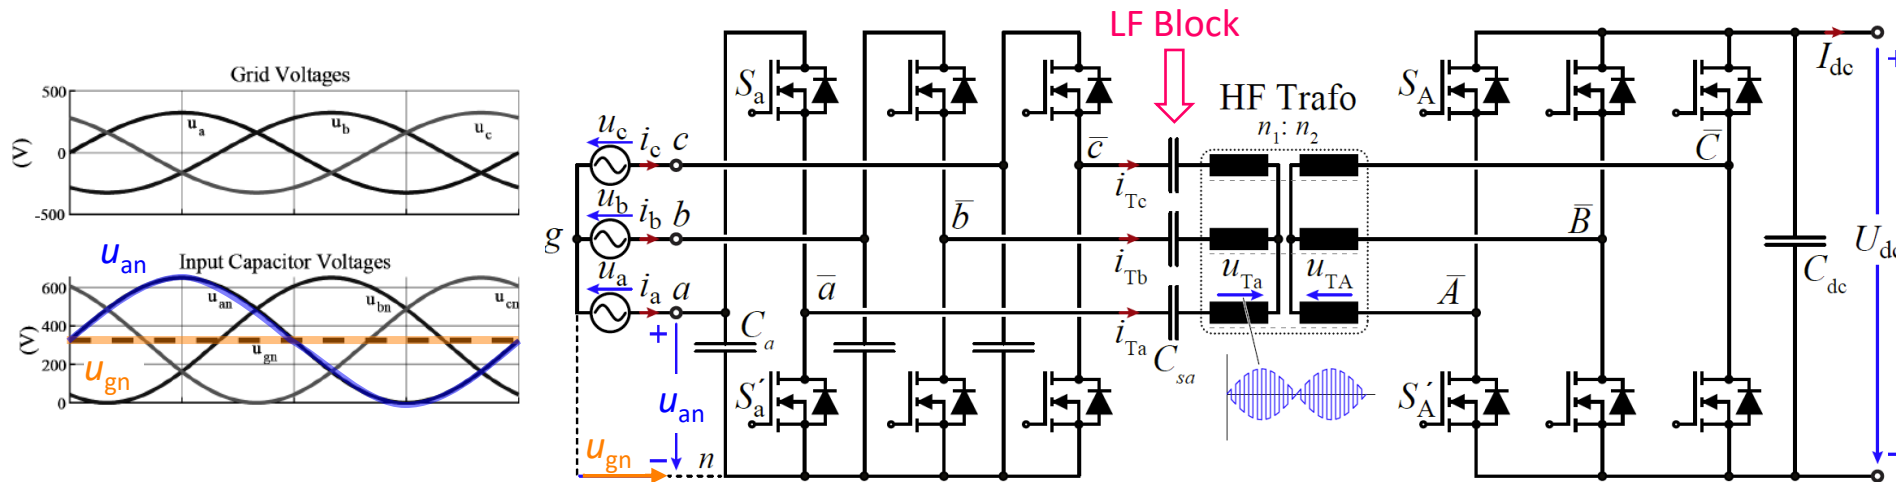 Grid Voltages
500
0
-500
(V)
u_a
u_b
u_c
u_an
Input Capacitor Voltages
600
400
200
0
(V)
u_an
u_bn
u_cn
u_gn
u_gn
LF Block
HF Trafo
n_1 : n_2
u_c i_c c
u_b i_b b
u_a i_a a
g
+
−
u_an
u_gn
n
S_a
S´_a
C_a
a̅
b̅
c̅
i_Tc
i_Tb
i_Ta
C_sa
u_Ta
u_TA
A̅
B̅
C̅
S_A
S´_A
C_dc
I_dc
+
U_dc
−